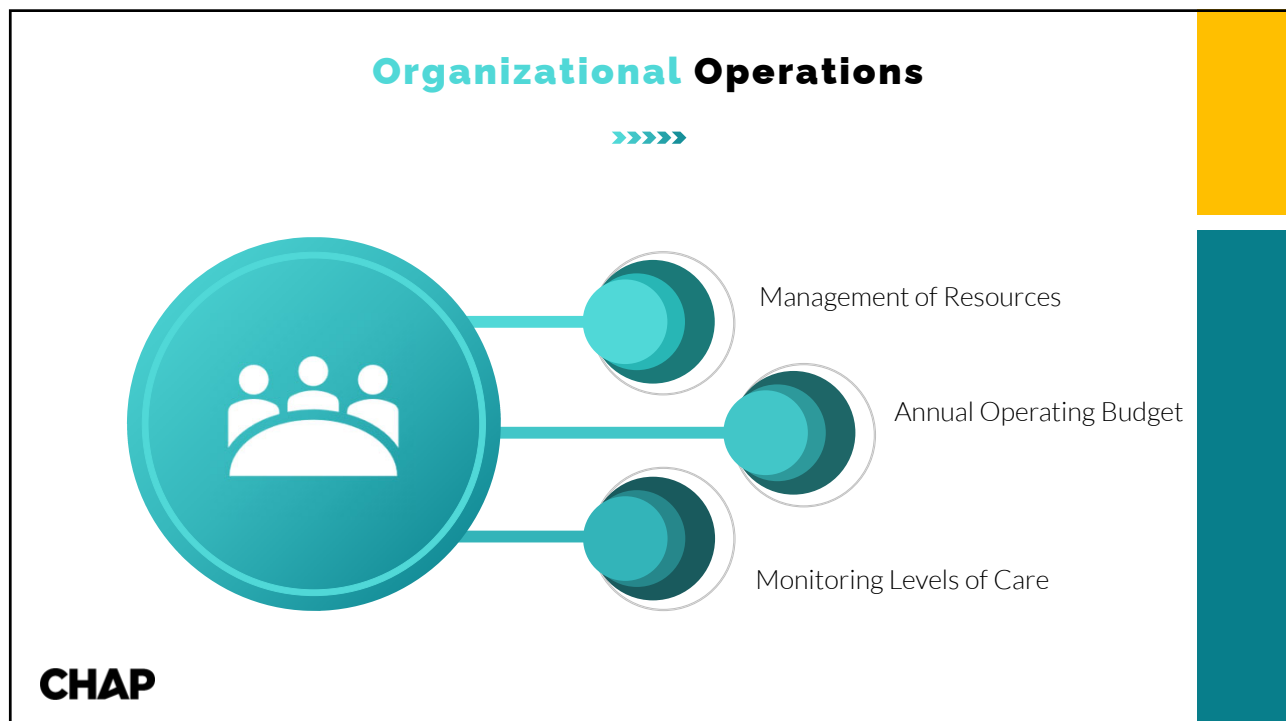 Organizational Operations
Management of Resources
Annual Operating Budget
Monitoring Levels of Care
CHAP